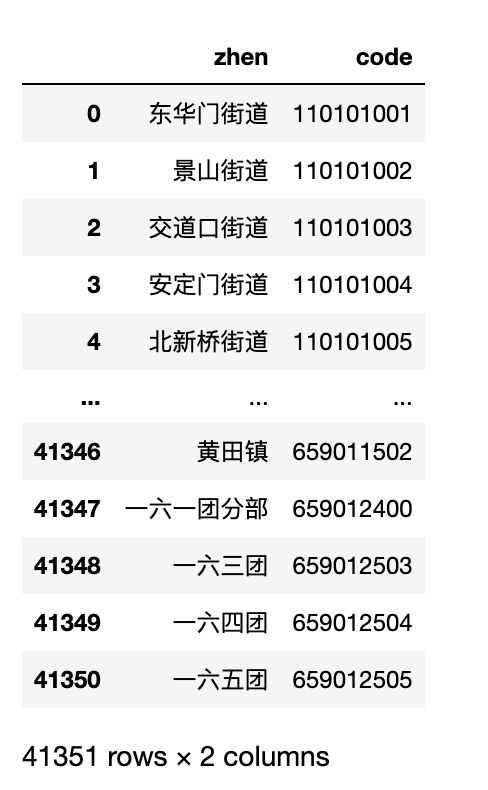 zhen code
0 东华门街道 110101001
1 景山街道 110101002
2 交道口街道 110101003
3 安定门街道 110101004
4 北新桥街道 110101005
... ... ...
41346 黄田镇 659011502
41347 一六一团分部 659012400
41348 一六三团 659012503
41349 一六四团 659012504
41350 一六五团 659012505
41351 rows × 2 columns